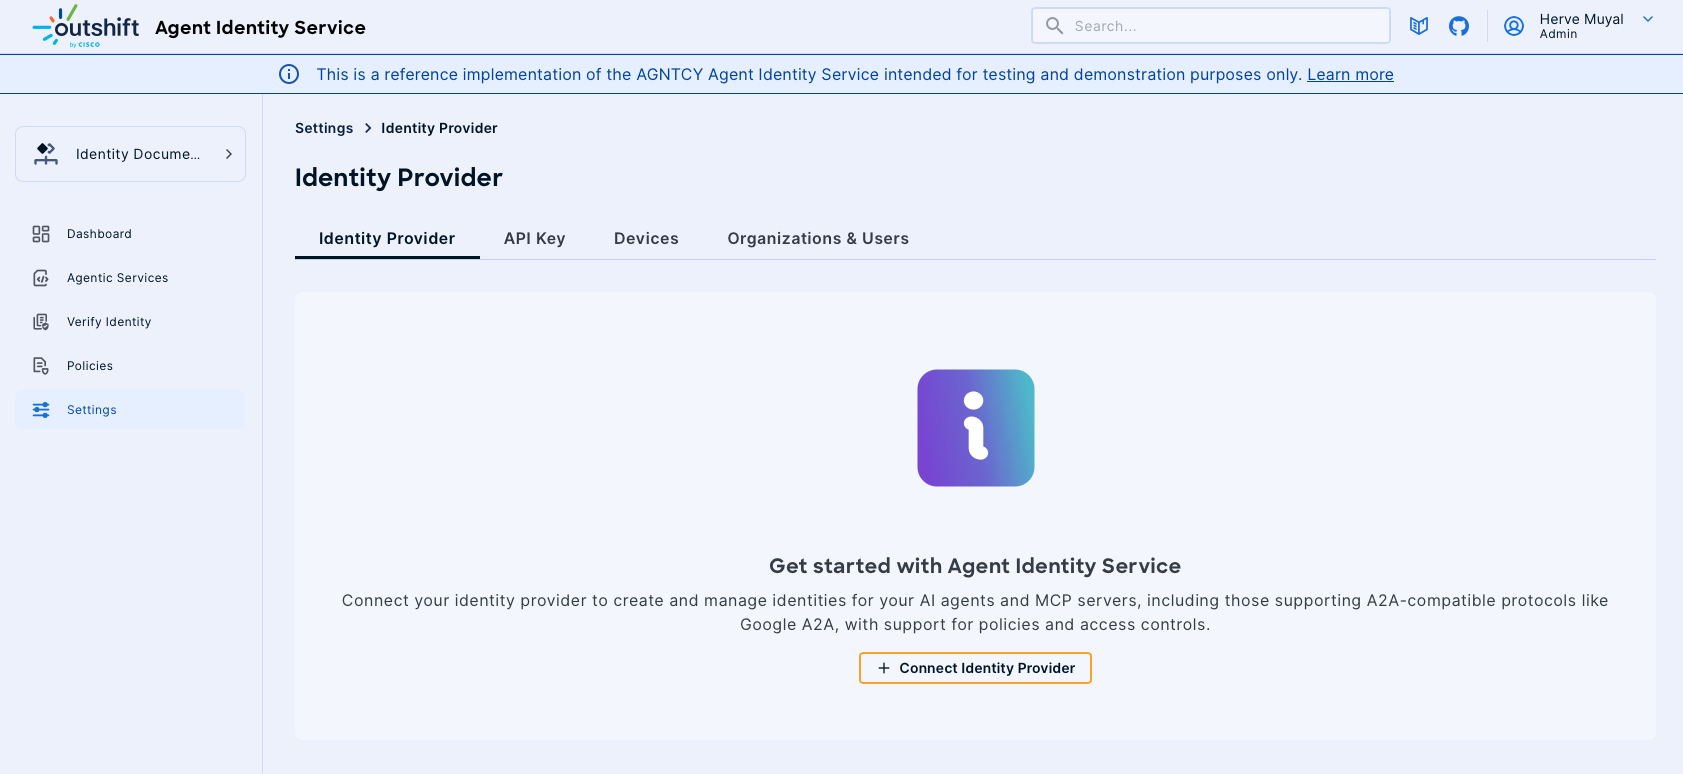 outshift
by CISCO
Agent Identity Service
Search...
Herve Muyal
Admin
This is a reference implementation of the AGNTCY Agent Identity Service intended for testing and demonstration purposes only. Learn more
Identity Docume...
Dashboard
Agentic Services
Verify Identity
Policies
Settings
Settings > Identity Provider
Identity Provider
Identity Provider API Key Devices Organizations & Users
Get started with Agent Identity Service
Connect your identity provider to create and manage identities for your AI agents and MCP servers, including those supporting A2A-compatible protocols like
Google A2A, with support for policies and access controls.
+ Connect Identity Provider